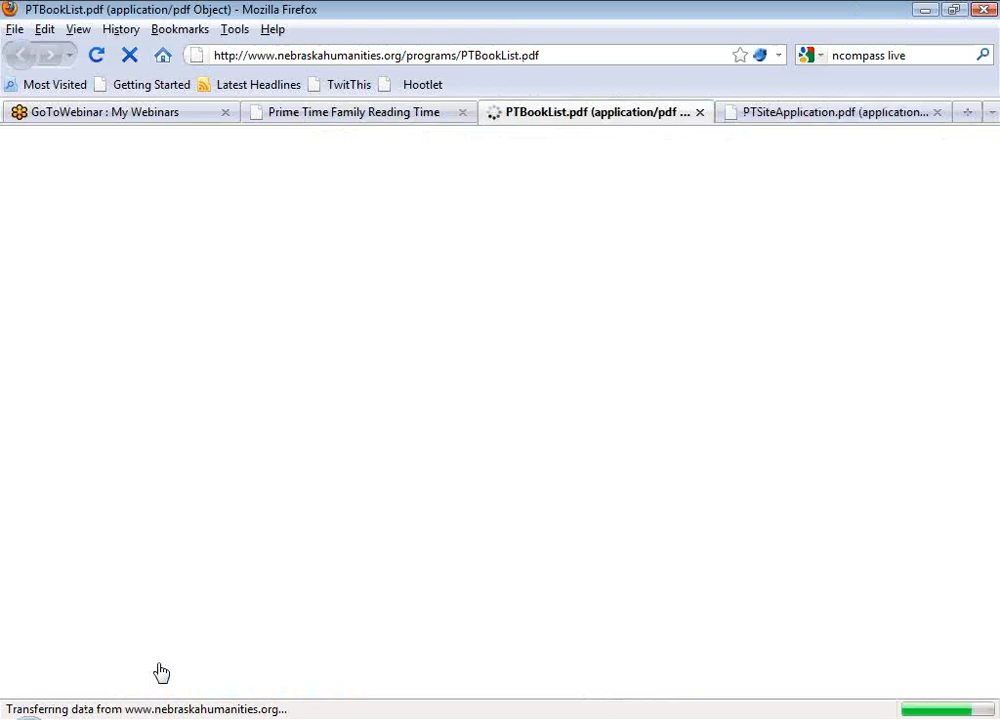 PTBookList.pdf (application/pdf Object) - Mozilla Firefox
File Edit View History Bookmarks Tools Help
http://www.nebraskahumanities.org/programs/PTBookList.pdf ncompass live
Most Visited Getting Started Latest Headlines TwitThis Hootlet
GoToWebinar : My Webinars Prime Time Family Reading Time PTBookList.pdf (application/pdf ... PTSiteApplication.pdf (application...
Transferring data from www.nebraskahumanities.org...